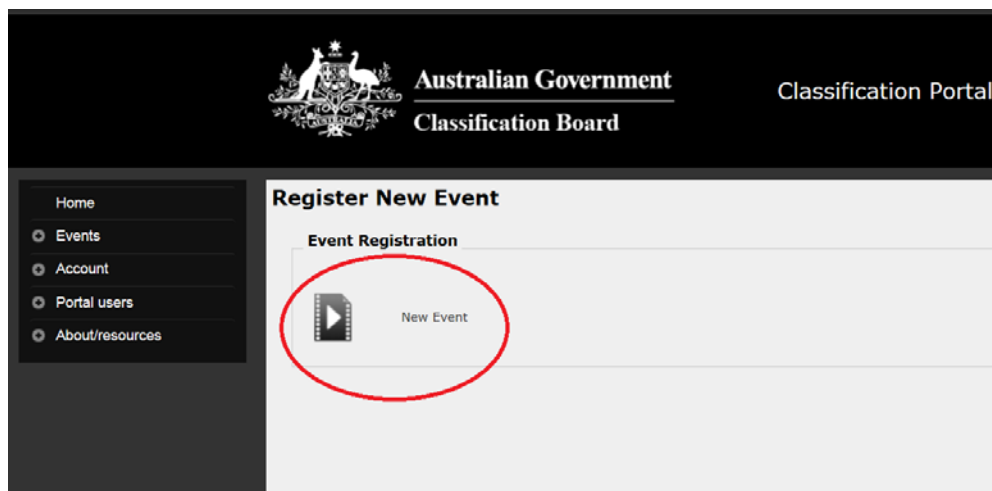 Australian Government
Classification Board
Classification Portal
Home
Events
Account
Portal users
About/resources
Register New Event
Event Registration
New Event